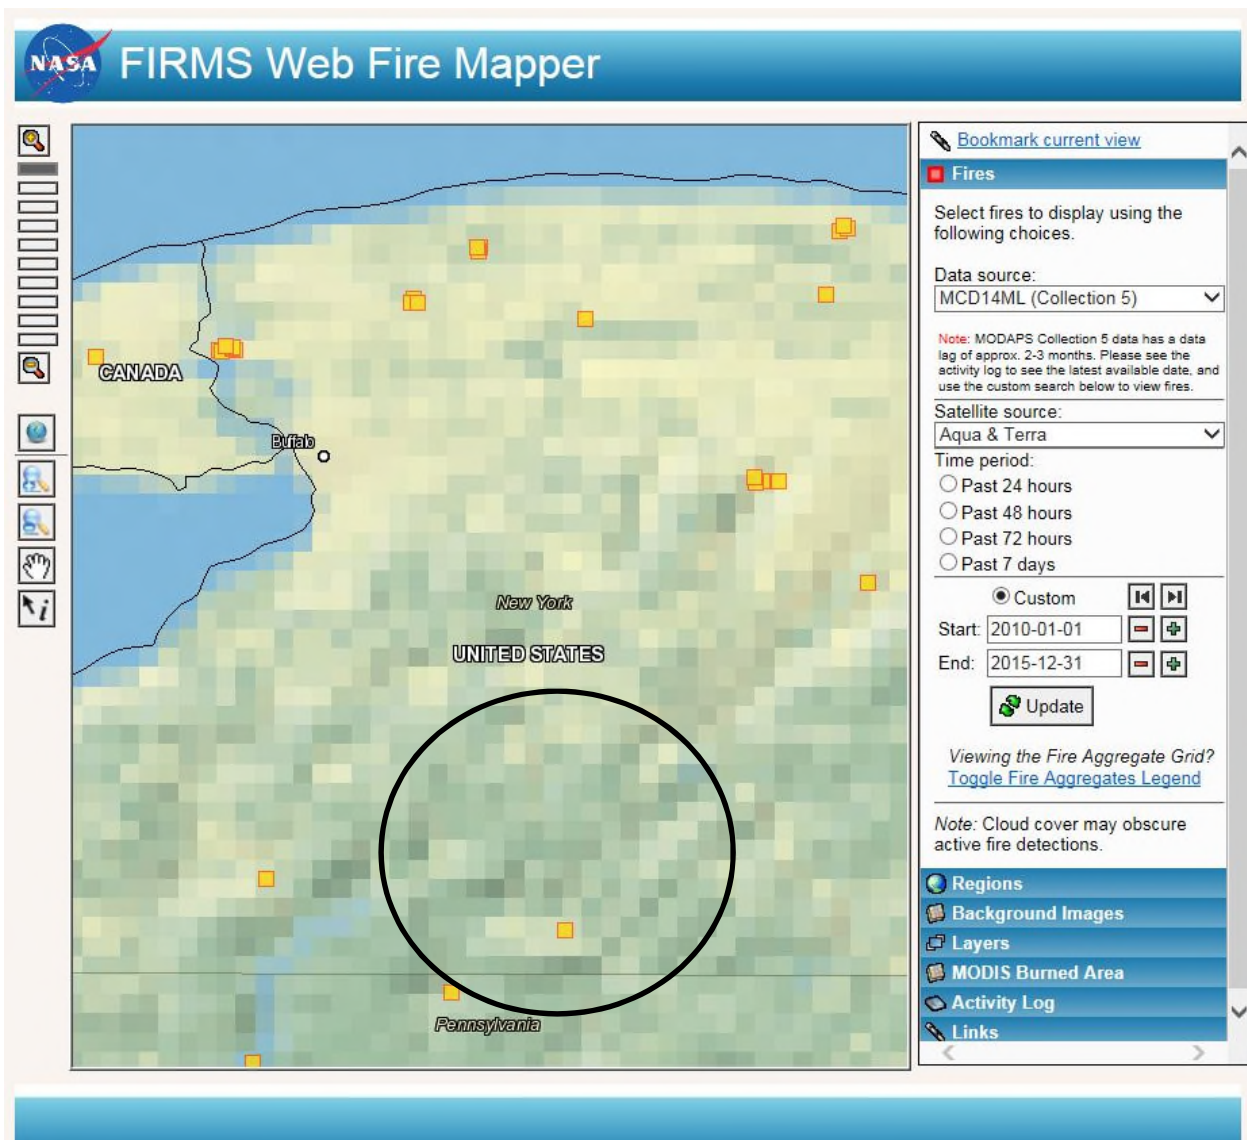 NASA
FIRMS Web Fire Mapper
CANADA
Buffalo
New York
UNITED STATES
Pennsylvania
Bookmark current view
Fires
Select fires to display using the
following choices.
Data source:
MCD14ML (Collection 5)
Note: MODAPS Collection 5 data has a data
lag of approx. 2-3 months. Please see the
activity log to see the latest available date, and
use the custom search below to view fires.
Satellite source:
Aqua & Terra
Time period:
Past 24 hours
Past 48 hours
Past 72 hours
Past 7 days
Custom
Start: 2010-01-01
End: 2015-12-31
Update
Viewing the Fire Aggregate Grid?
Toggle Fire Aggregates Legend
Note: Cloud cover may obscure
active fire detections.
Regions
Background Images
Layers
MODIS Burned Area
Activity Log
Links